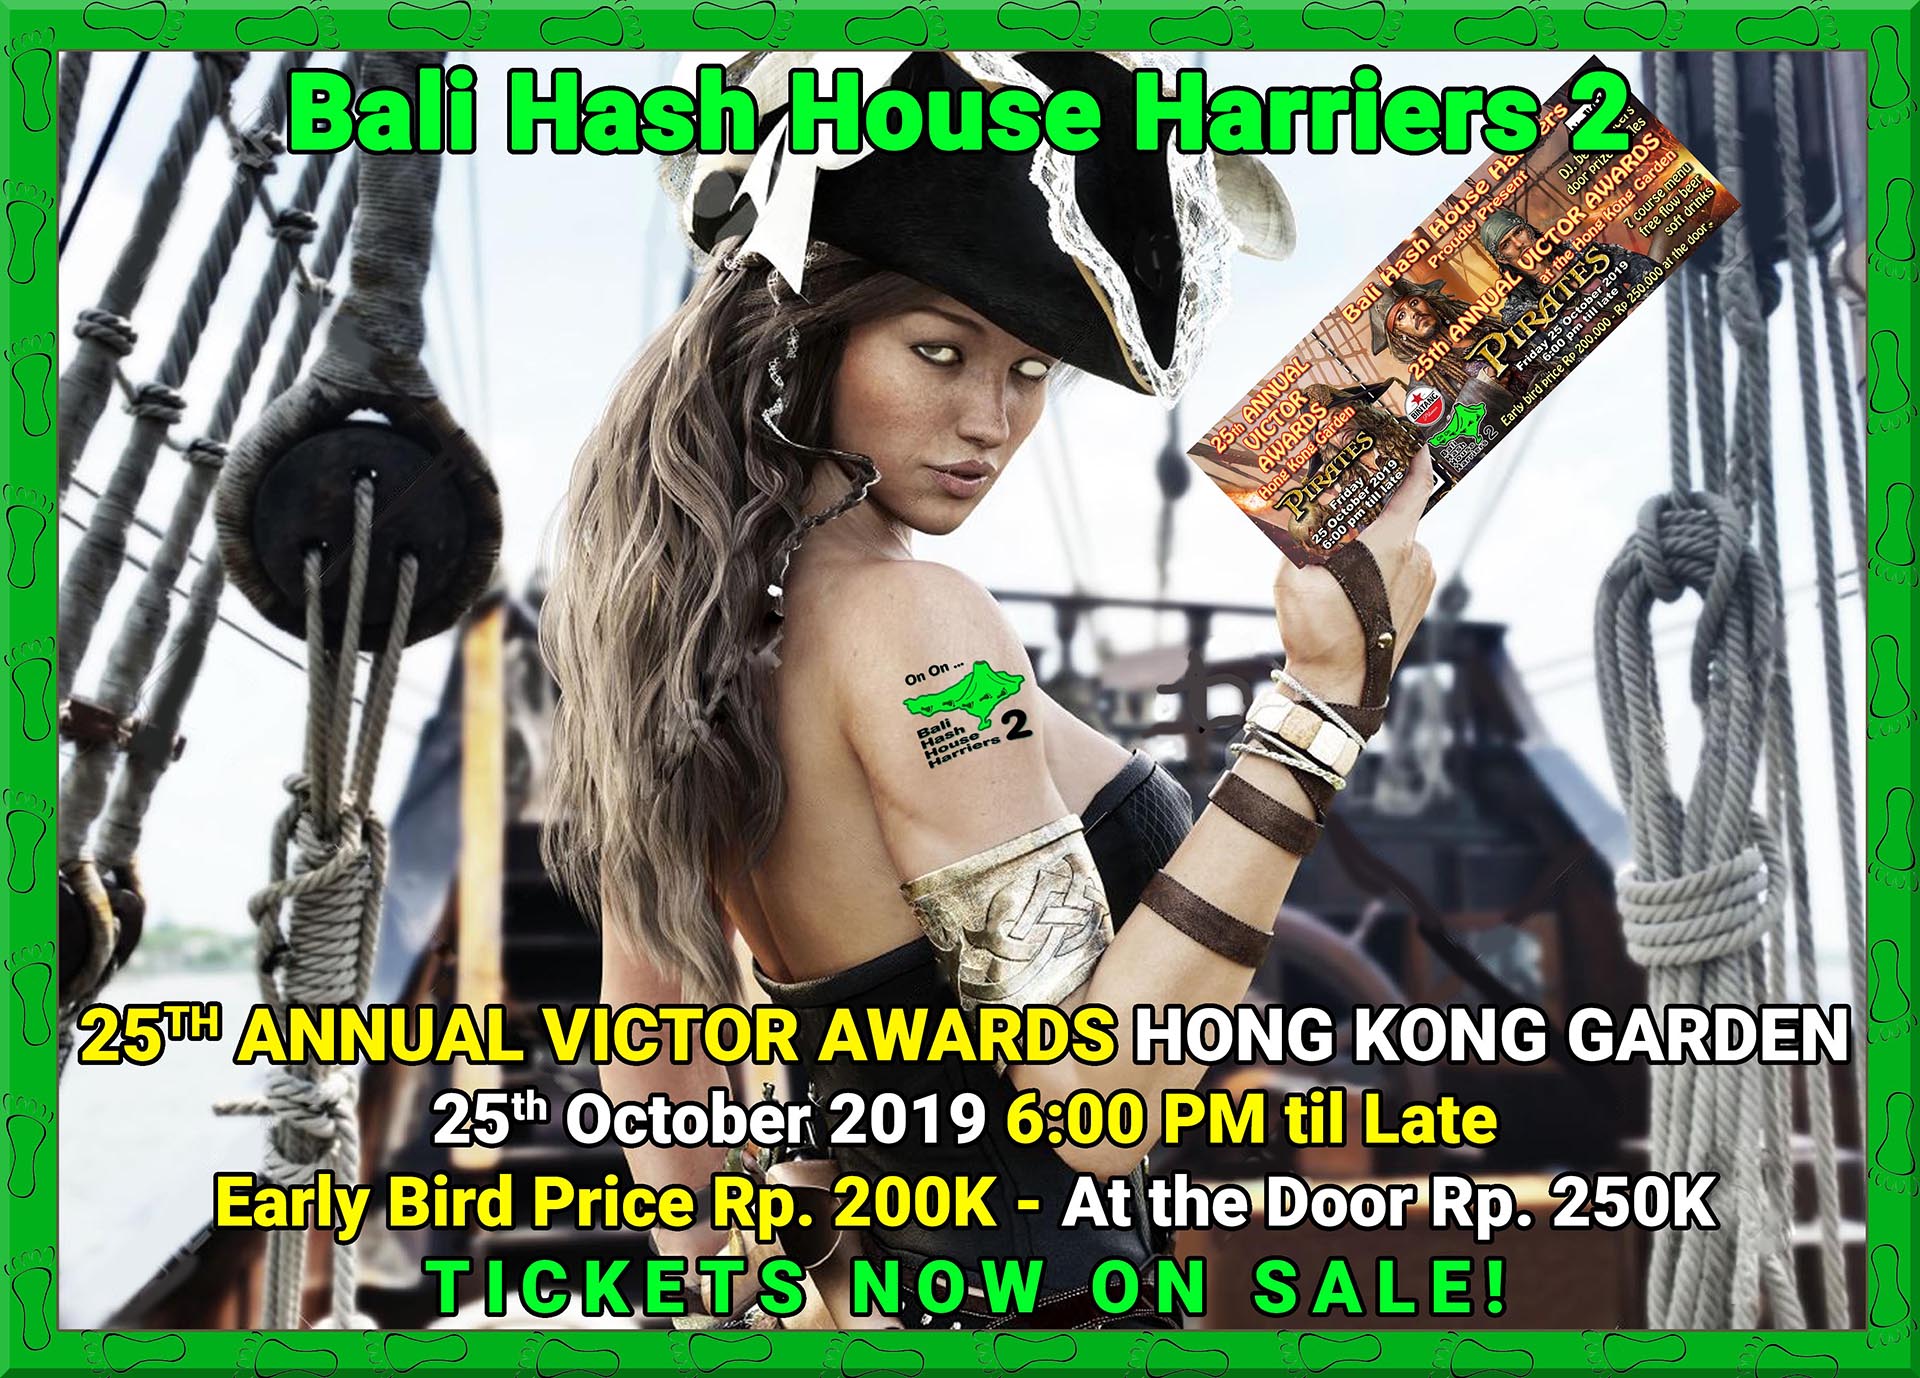 Bali Hash House Harriers 2
Bali Hash House
Proudly Present
25th ANNUAL VICTOR AWARDS
at the Hong Kong Garden
PIRATES
Friday 25 October 2019
6:00 pm till late
Early bird price Rp 200,000 - Rp 250,000 at the door
7 course menu
free flow beer
soft drinks
BINTANG
Bali
Hash
House
Harriers 2
25th ANNUAL
VICTOR
AWARDS
Hong Kong Garden
PIRATES
Friday
25 October 2019
6:00 pm till late
On On ...
Bali
Hash
House
Harriers 2
25TH ANNUAL VICTOR AWARDS HONG KONG GARDEN
25th October 2019 6:00 PM til Late
Early Bird Price Rp. 200K - At the Door Rp. 250K
TICKETS NOW ON SALE!